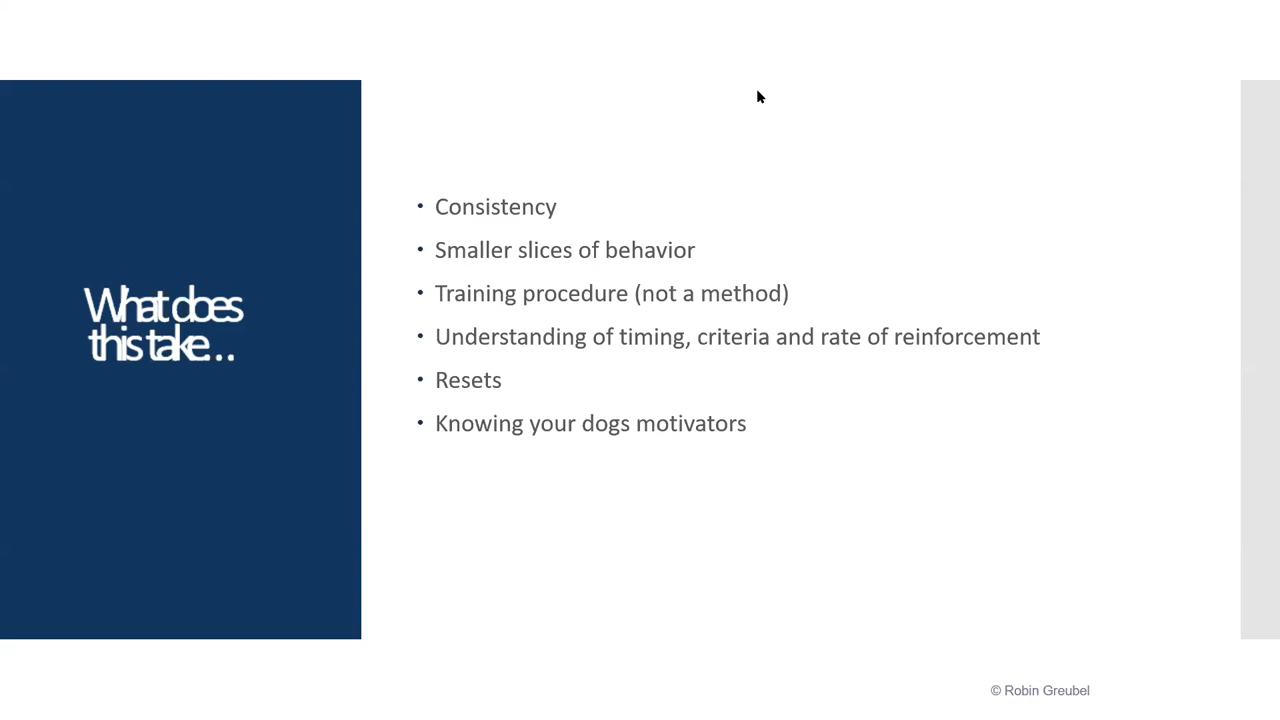 What does
this take...
• Consistency
• Smaller slices of behavior
• Training procedure (not a method)
• Understanding of timing, criteria and rate of reinforcement
• Resets
• Knowing your dogs motivators
© Robin Greubel